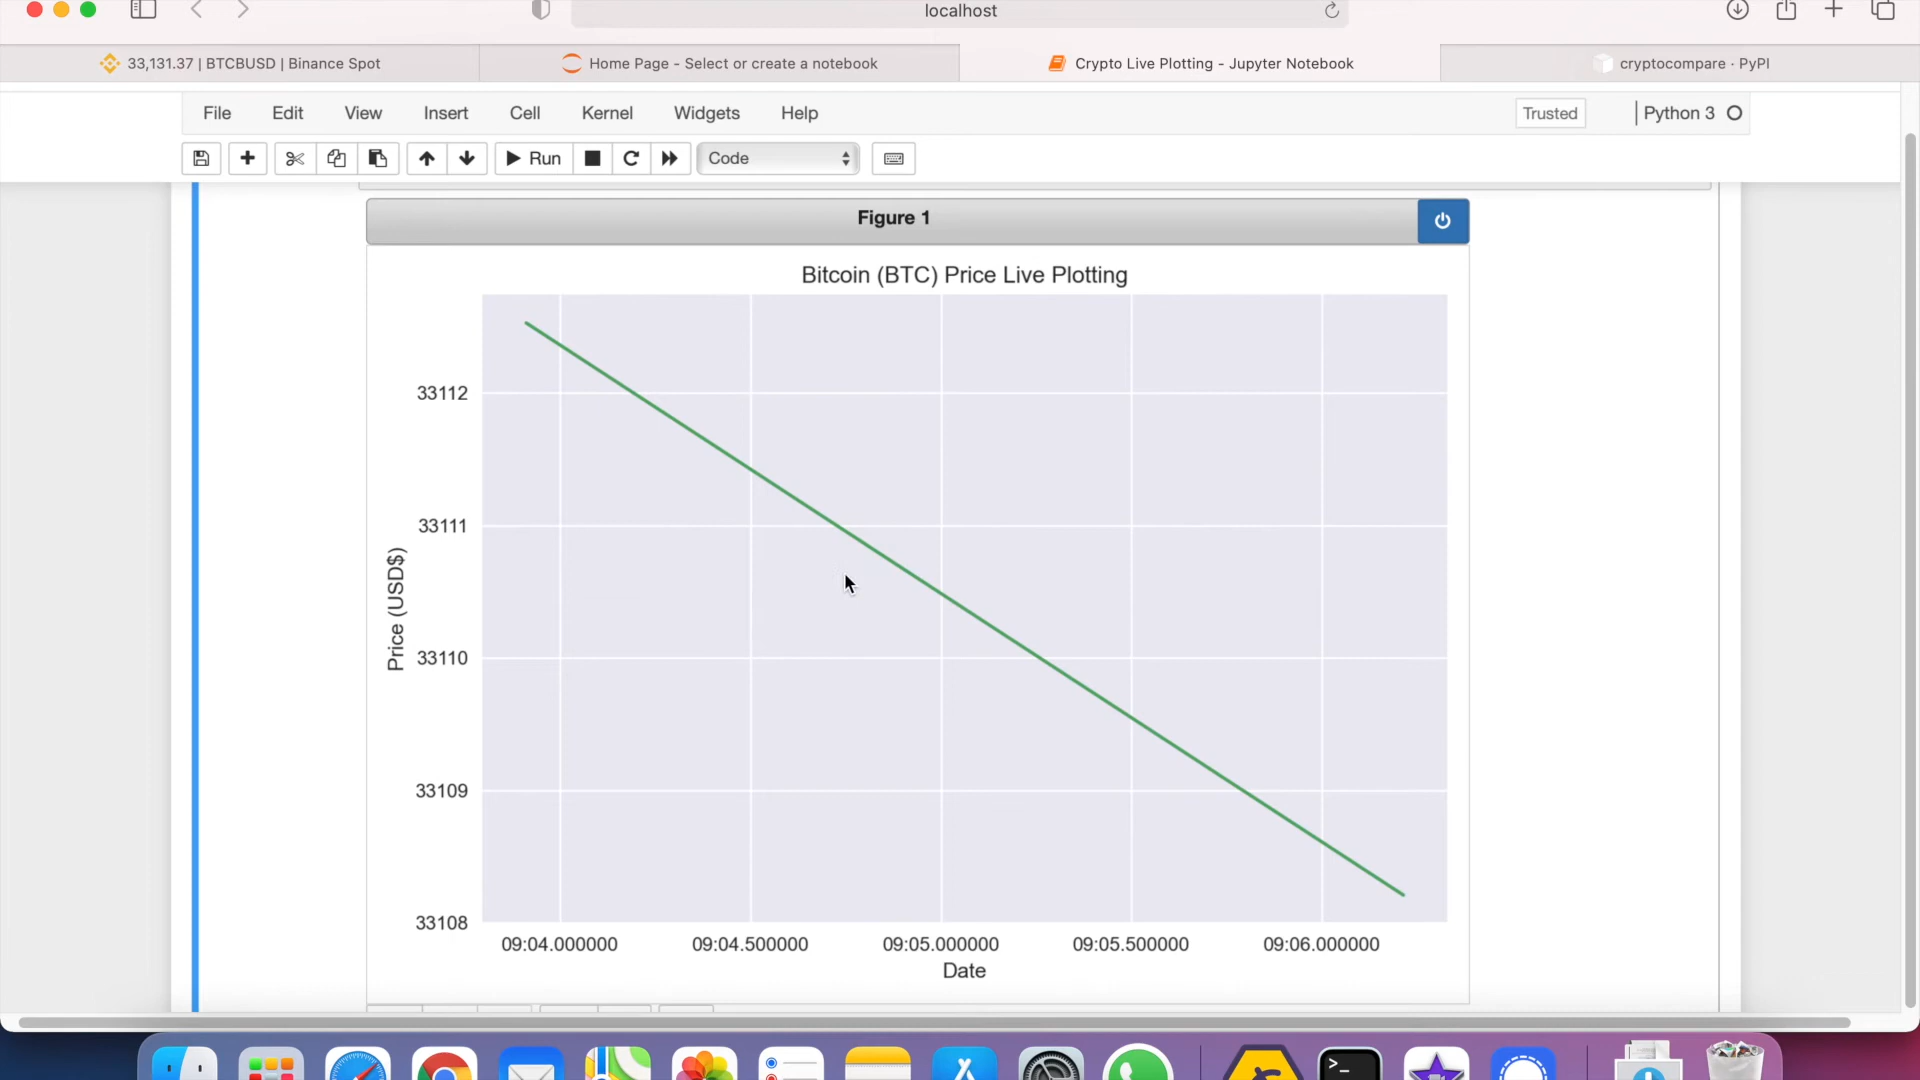 localhost
33,131.37 | BTCBUSD | Binance Spot
Home Page - Select or create a notebook
Crypto Live Plotting - Jupyter Notebook
cryptocompare · PyPI
File Edit View Insert Cell Kernel Widgets Help
Trusted
Python 3
Run
Code
Figure 1
Bitcoin (BTC) Price Live Plotting
33112
33111
33110
33109
33108
Price (USD$)
09:04.000000 09:04.500000 09:05.000000 09:05.500000 09:06.000000
Date